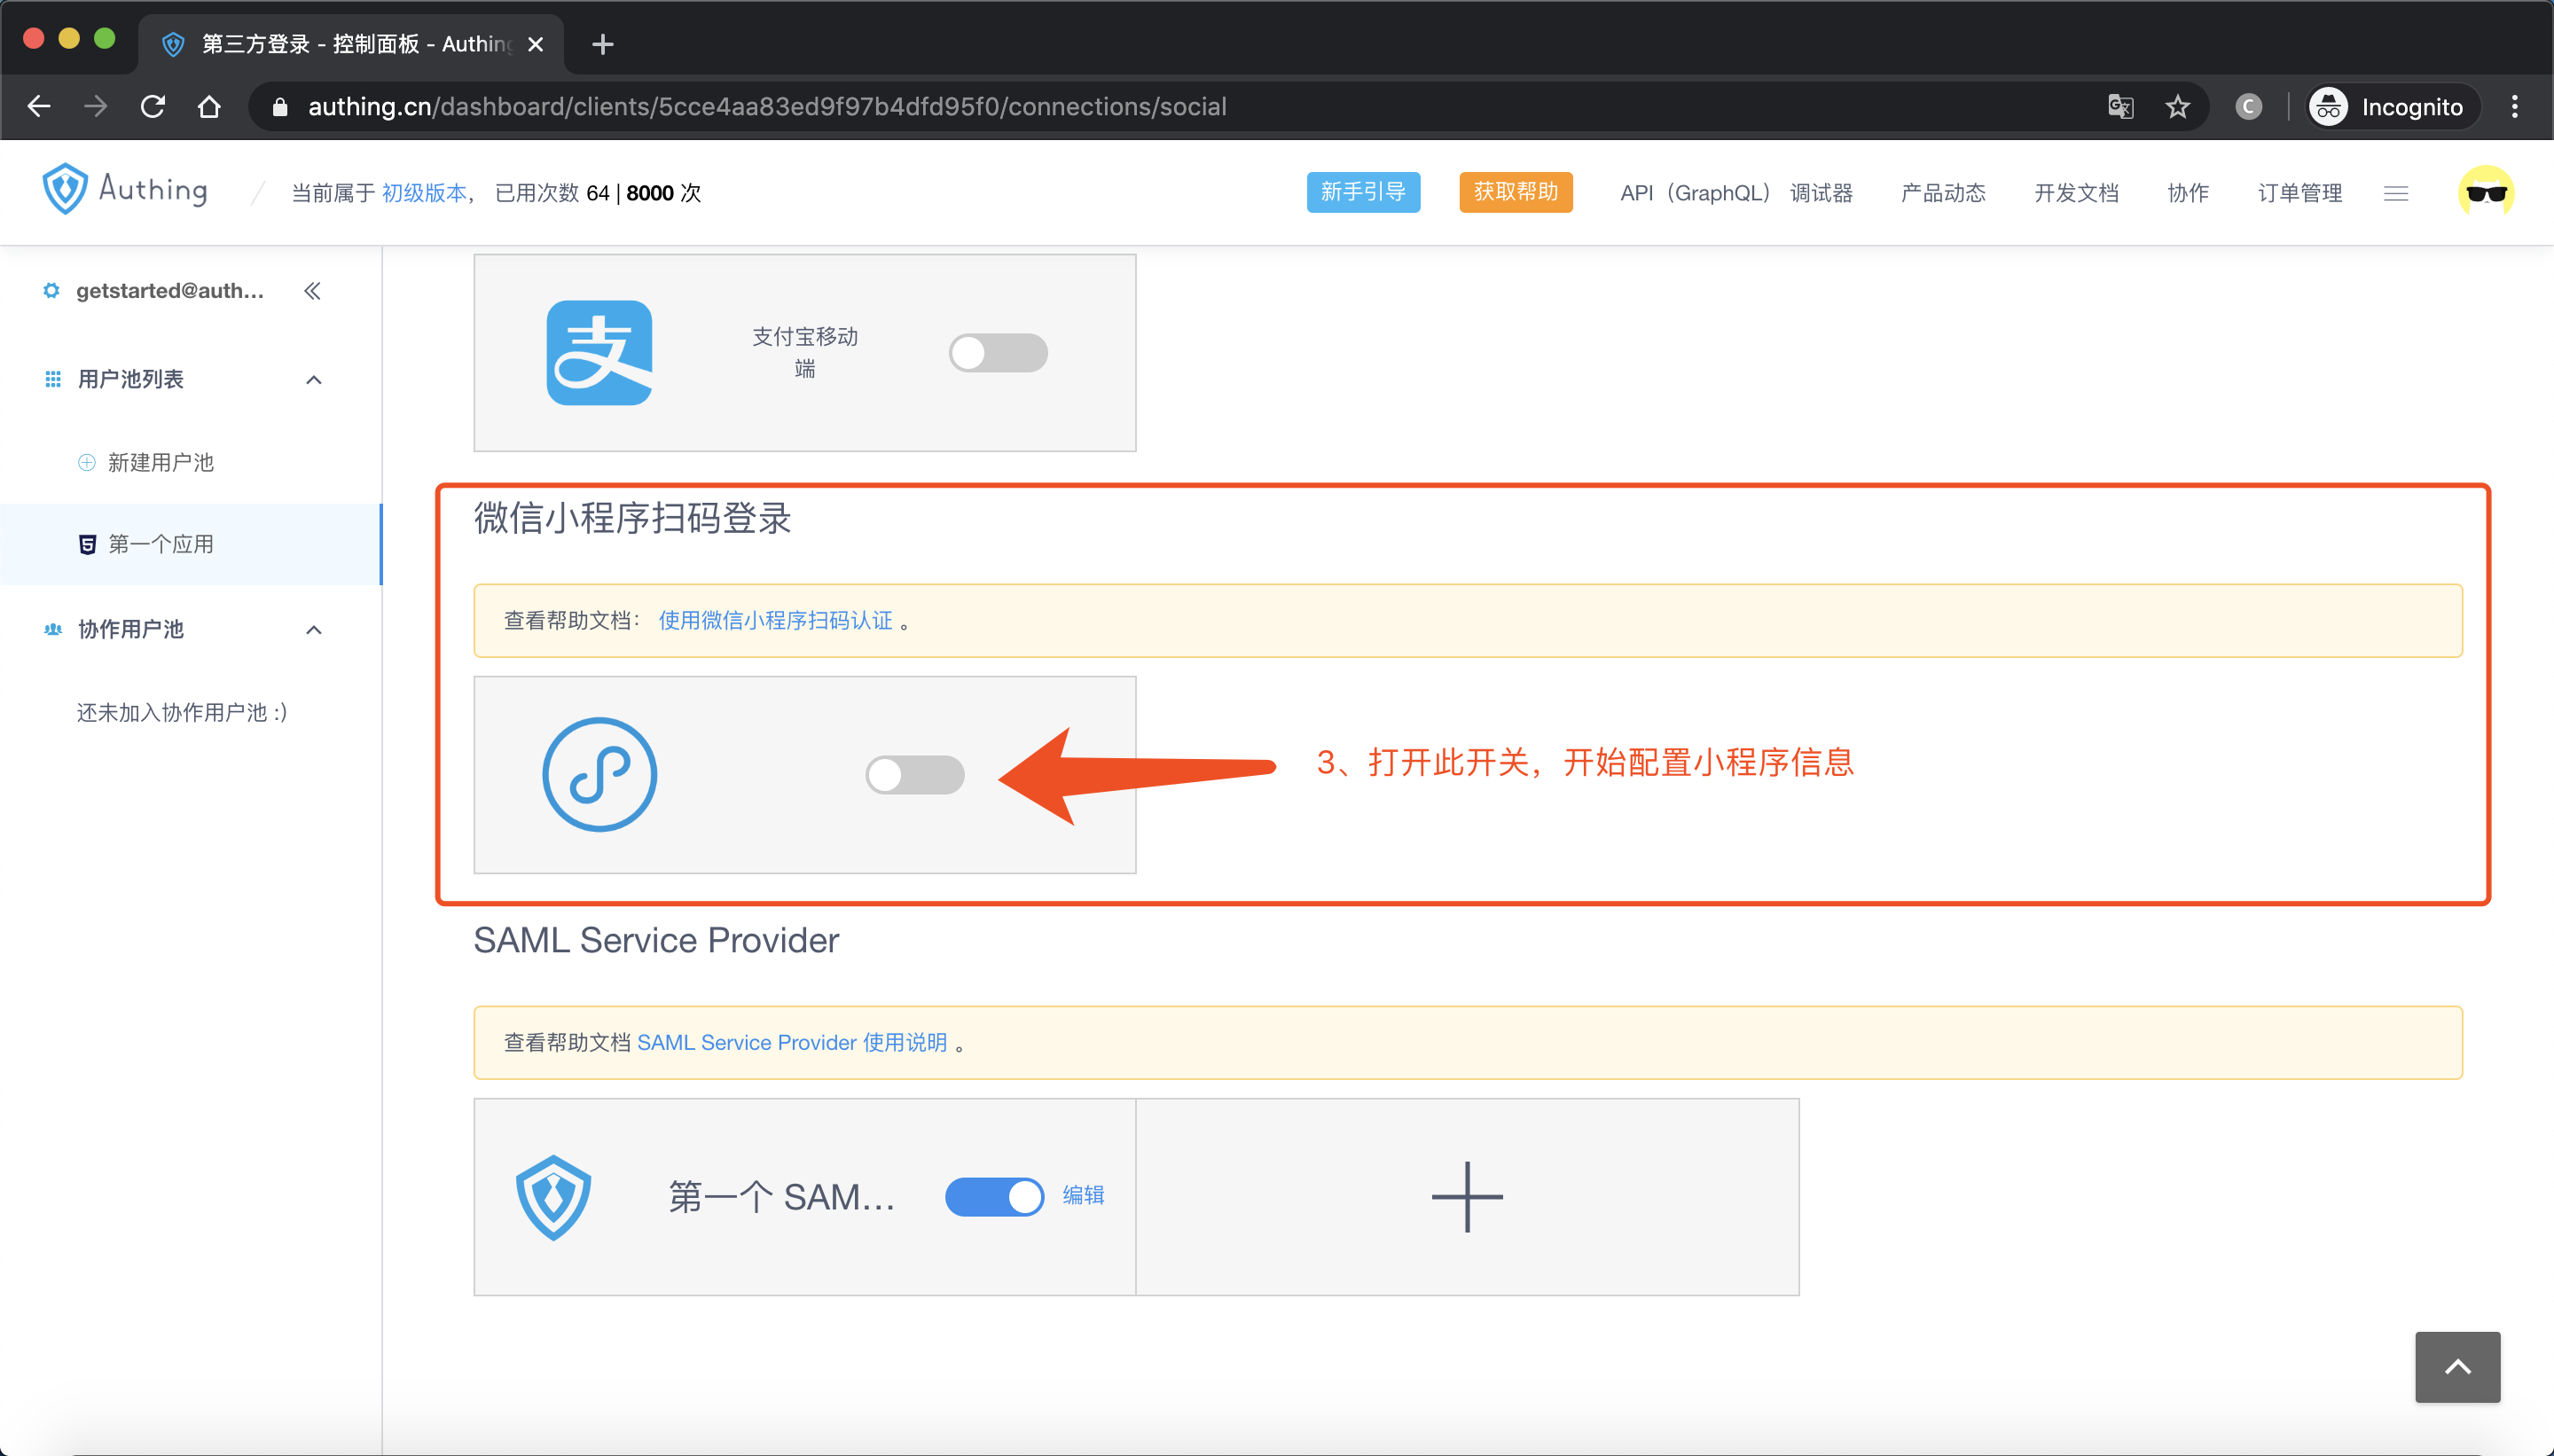 第三方登录 - 控制面板 - Authing
authing.cn/dashboard/clients/5cce4aa83ed9f97b4dfd95f0/connections/social
C
Incognito
Authing
/ 当前属于 初级版本， 已用次数 64 | 8000 次
新手引导
获取帮助
API（GraphQL） 调试器
产品动态
开发文档
协作
订单管理
getstarted@auth...
用户池列表
新建用户池
第一个应用
协作用户池
还未加入协作用户池 :)
支
支付宝移动
端
微信小程序扫码登录
查看帮助文档： 使用微信小程序扫码认证 。
3、打开此开关，开始配置小程序信息
SAML Service Provider
查看帮助文档 SAML Service Provider 使用说明 。
第一个 SAM...
编辑